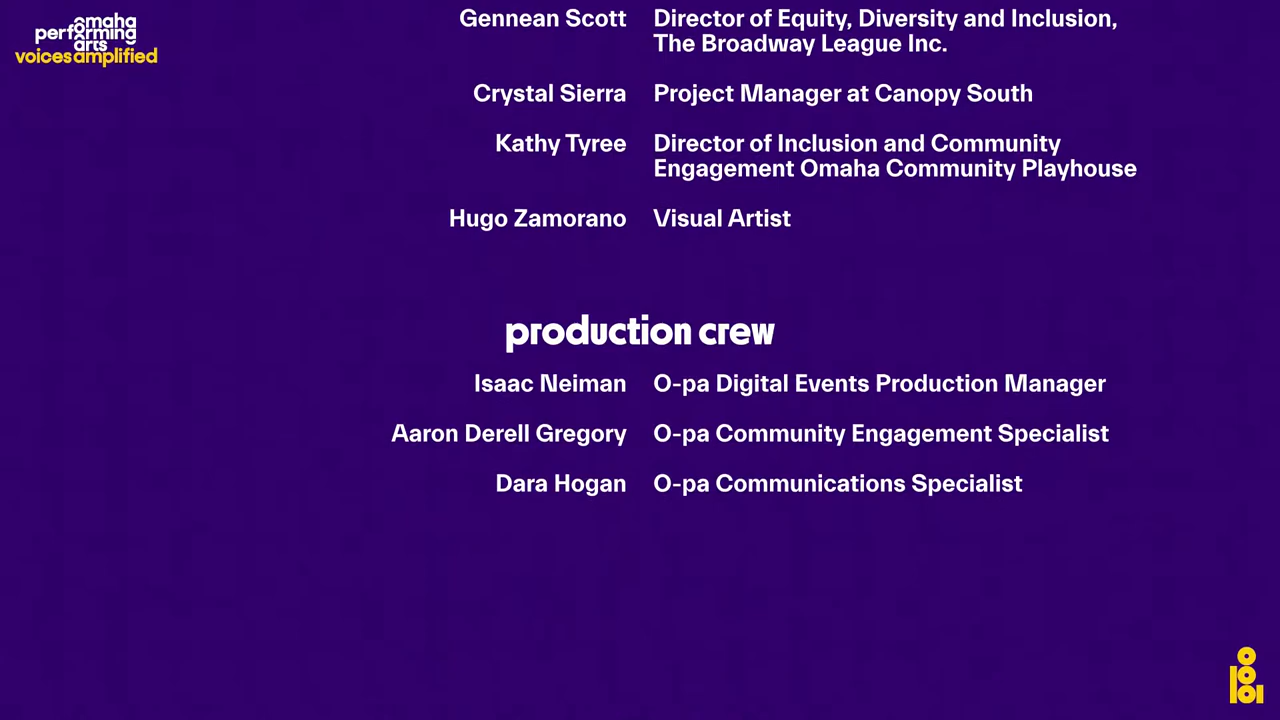 omaha
performing
arts
voices amplified
Gennean Scott Director of Equity, Diversity and Inclusion,
The Broadway League Inc.
Crystal Sierra Project Manager at Canopy South
Kathy Tyree Director of Inclusion and Community
Engagement Omaha Community Playhouse
Hugo Zamorano Visual Artist
production crew
Isaac Neiman O-pa Digital Events Production Manager
Aaron Derell Gregory O-pa Community Engagement Specialist
Dara Hogan O-pa Communications Specialist